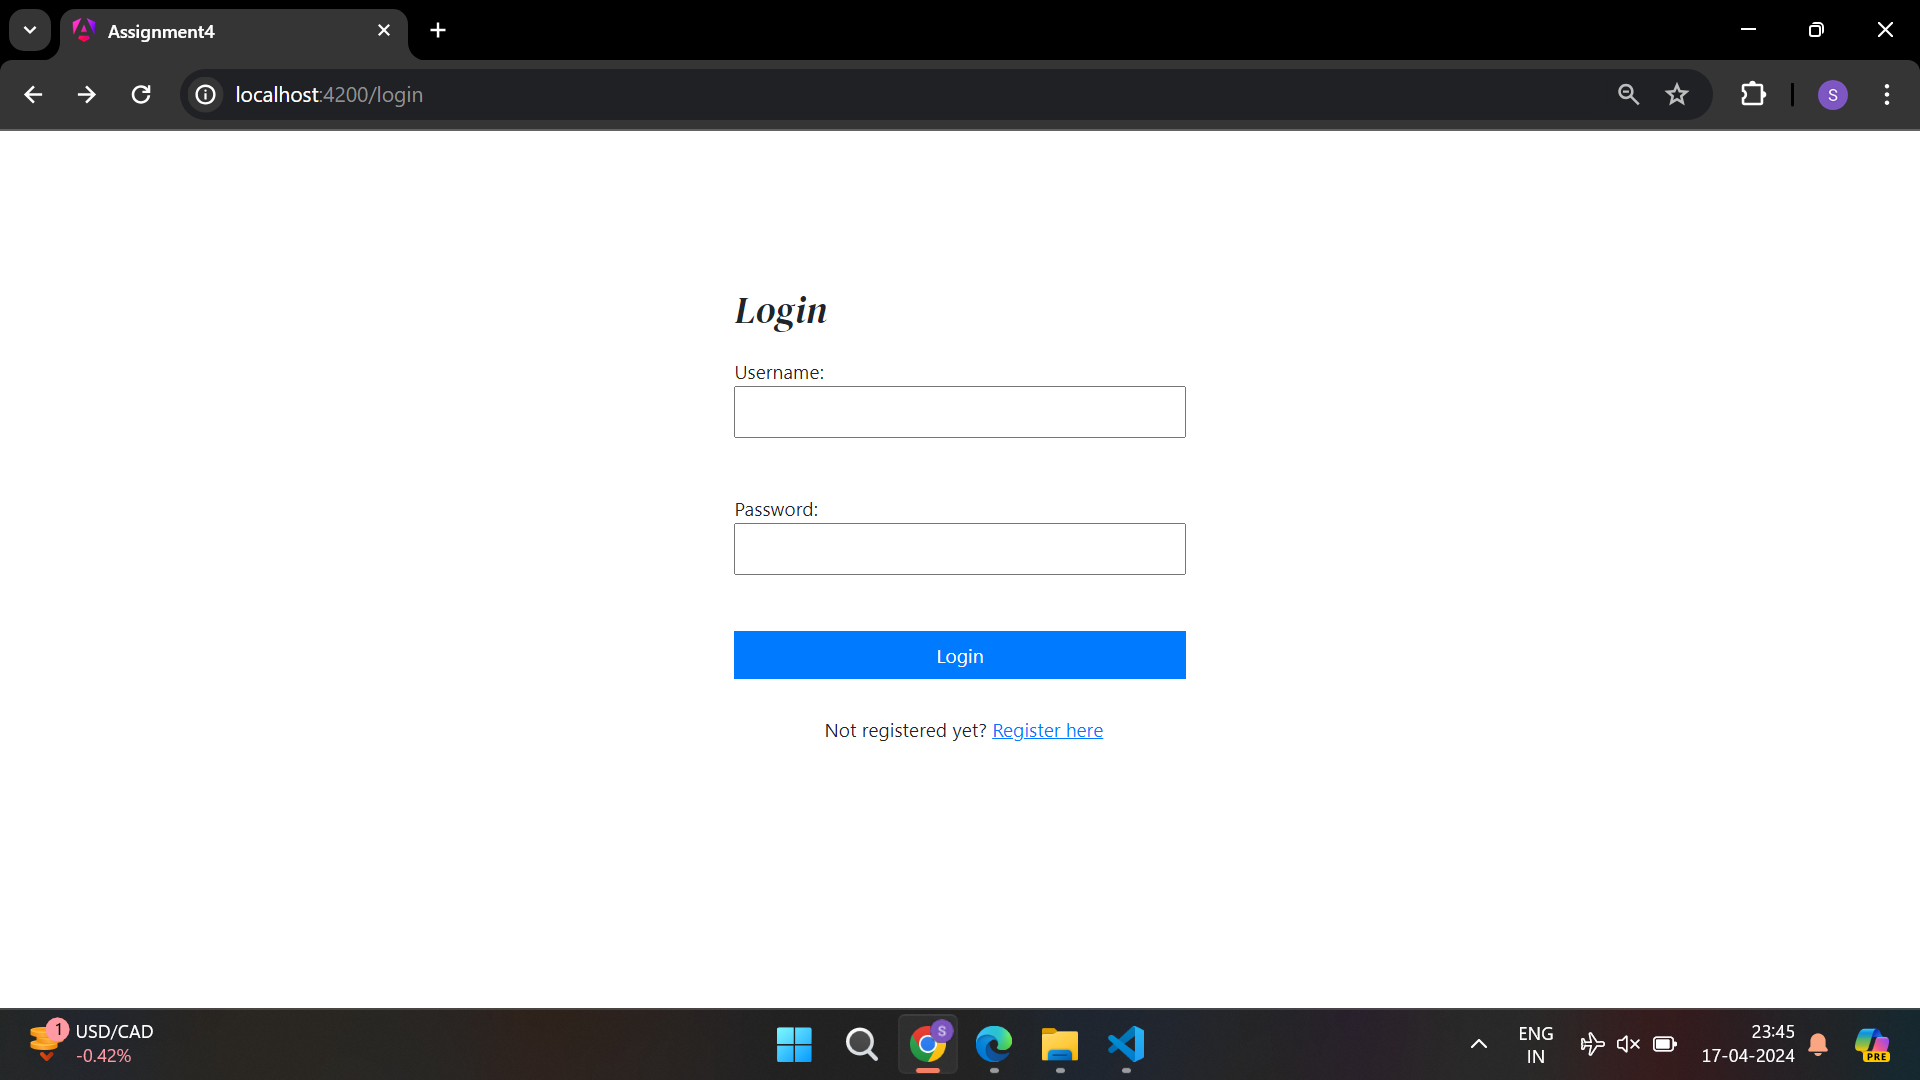 Assignment4
localhost:4200/login
S
Login
Username:
Password:
Login
Not registered yet? Register here
1
USD/CAD
-0.42%
S
ENG
IN
23:45
17-04-2024
PRE